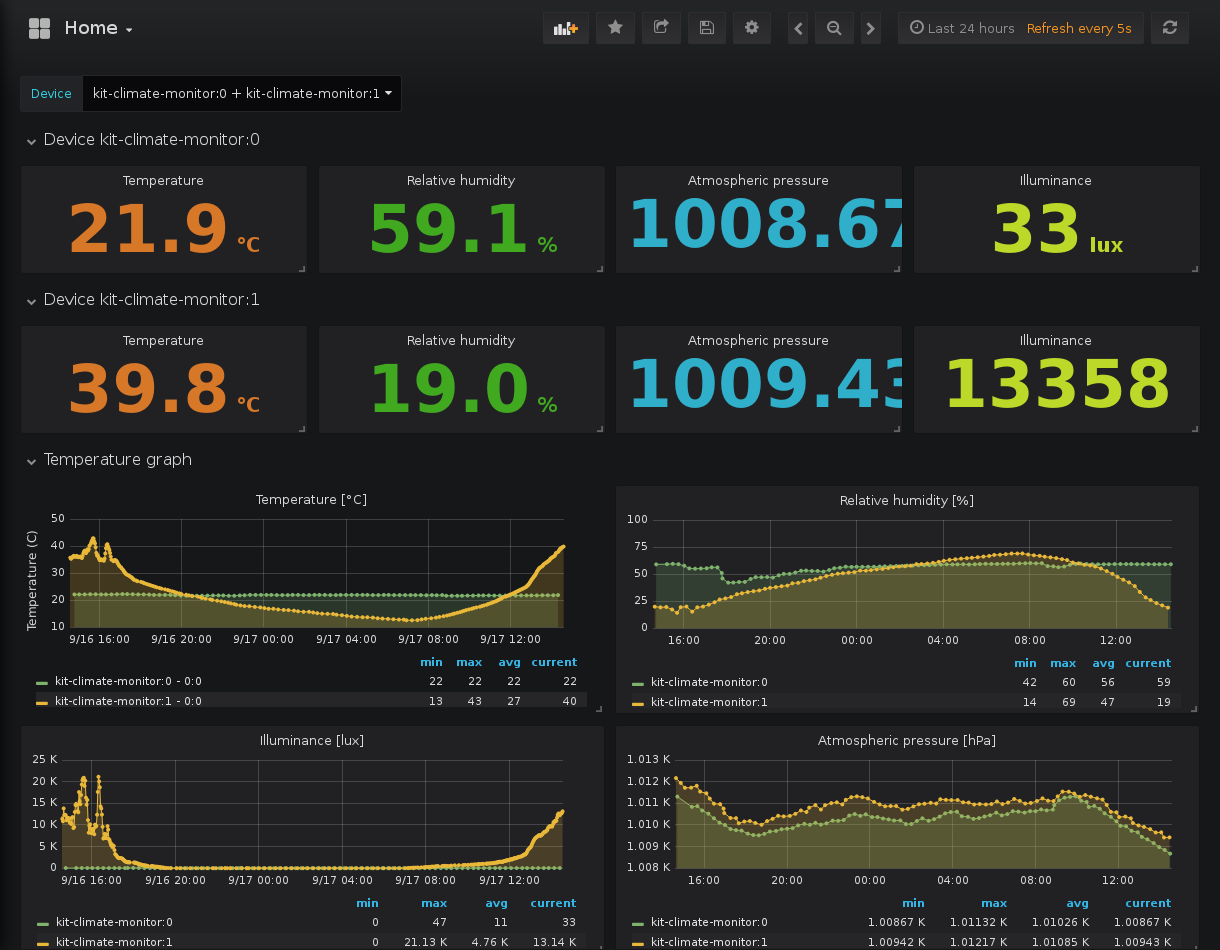 Home
Last 24 hours Refresh every 5s
Device kit-climate-monitor:0 + kit-climate-monitor:1
Device kit-climate-monitor:0
Temperature Relative humidity Atmospheric pressure Illuminance
21.9 °C 59.1 % 1008.67 33 lux
Device kit-climate-monitor:1
Temperature Relative humidity Atmospheric pressure Illuminance
39.8 °C 19.0 % 1009.43 13358
Temperature graph
Temperature [°C]
Temperature (C)
50
40
30
20
10
9/16 16:00 9/16 20:00 9/17 00:00 9/17 04:00 9/17 08:00 9/17 12:00
min max avg current
kit-climate-monitor:0 - 0:0 22 22 22 22
kit-climate-monitor:1 - 0:0 13 43 27 40
Relative humidity [%]
100
75
50
25
0
16:00 20:00 00:00 04:00 08:00 12:00
min max avg current
kit-climate-monitor:0 42 60 56 59
kit-climate-monitor:1 14 69 47 19
Illuminance [lux]
25 K
20 K
15 K
10 K
5 K
0
9/16 16:00 9/16 20:00 9/17 00:00 9/17 04:00 9/17 08:00 9/17 12:00
min max avg current
kit-climate-monitor:0 0 47 11 33
kit-climate-monitor:1 0 21.13 K 4.76 K 13.14 K
Atmospheric pressure [hPa]
1.013 K
1.012 K
1.011 K
1.010 K
1.009 K
1.008 K
16:00 20:00 00:00 04:00 08:00 12:00
min max avg current
kit-climate-monitor:0 1.00867 K 1.01132 K 1.01026 K 1.00867 K
kit-climate-monitor:1 1.00942 K 1.01217 K 1.01085 K 1.00943 K